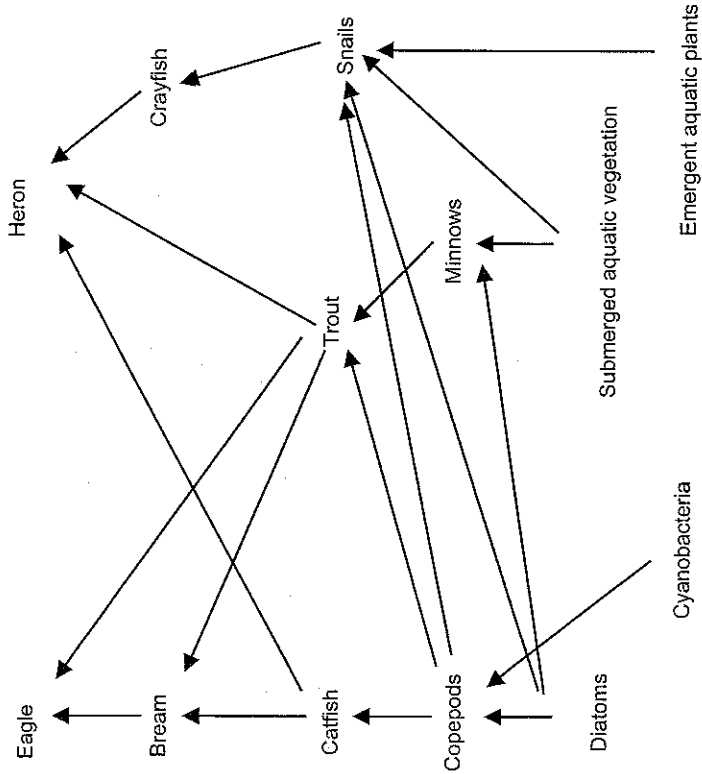 Eagle
Heron
Bream
Crayfish
Catfish
Trout
Snails
Copepods
Minnows
Diatoms
Submerged aquatic vegetation
Cyanobacteria
Emergent aquatic plants